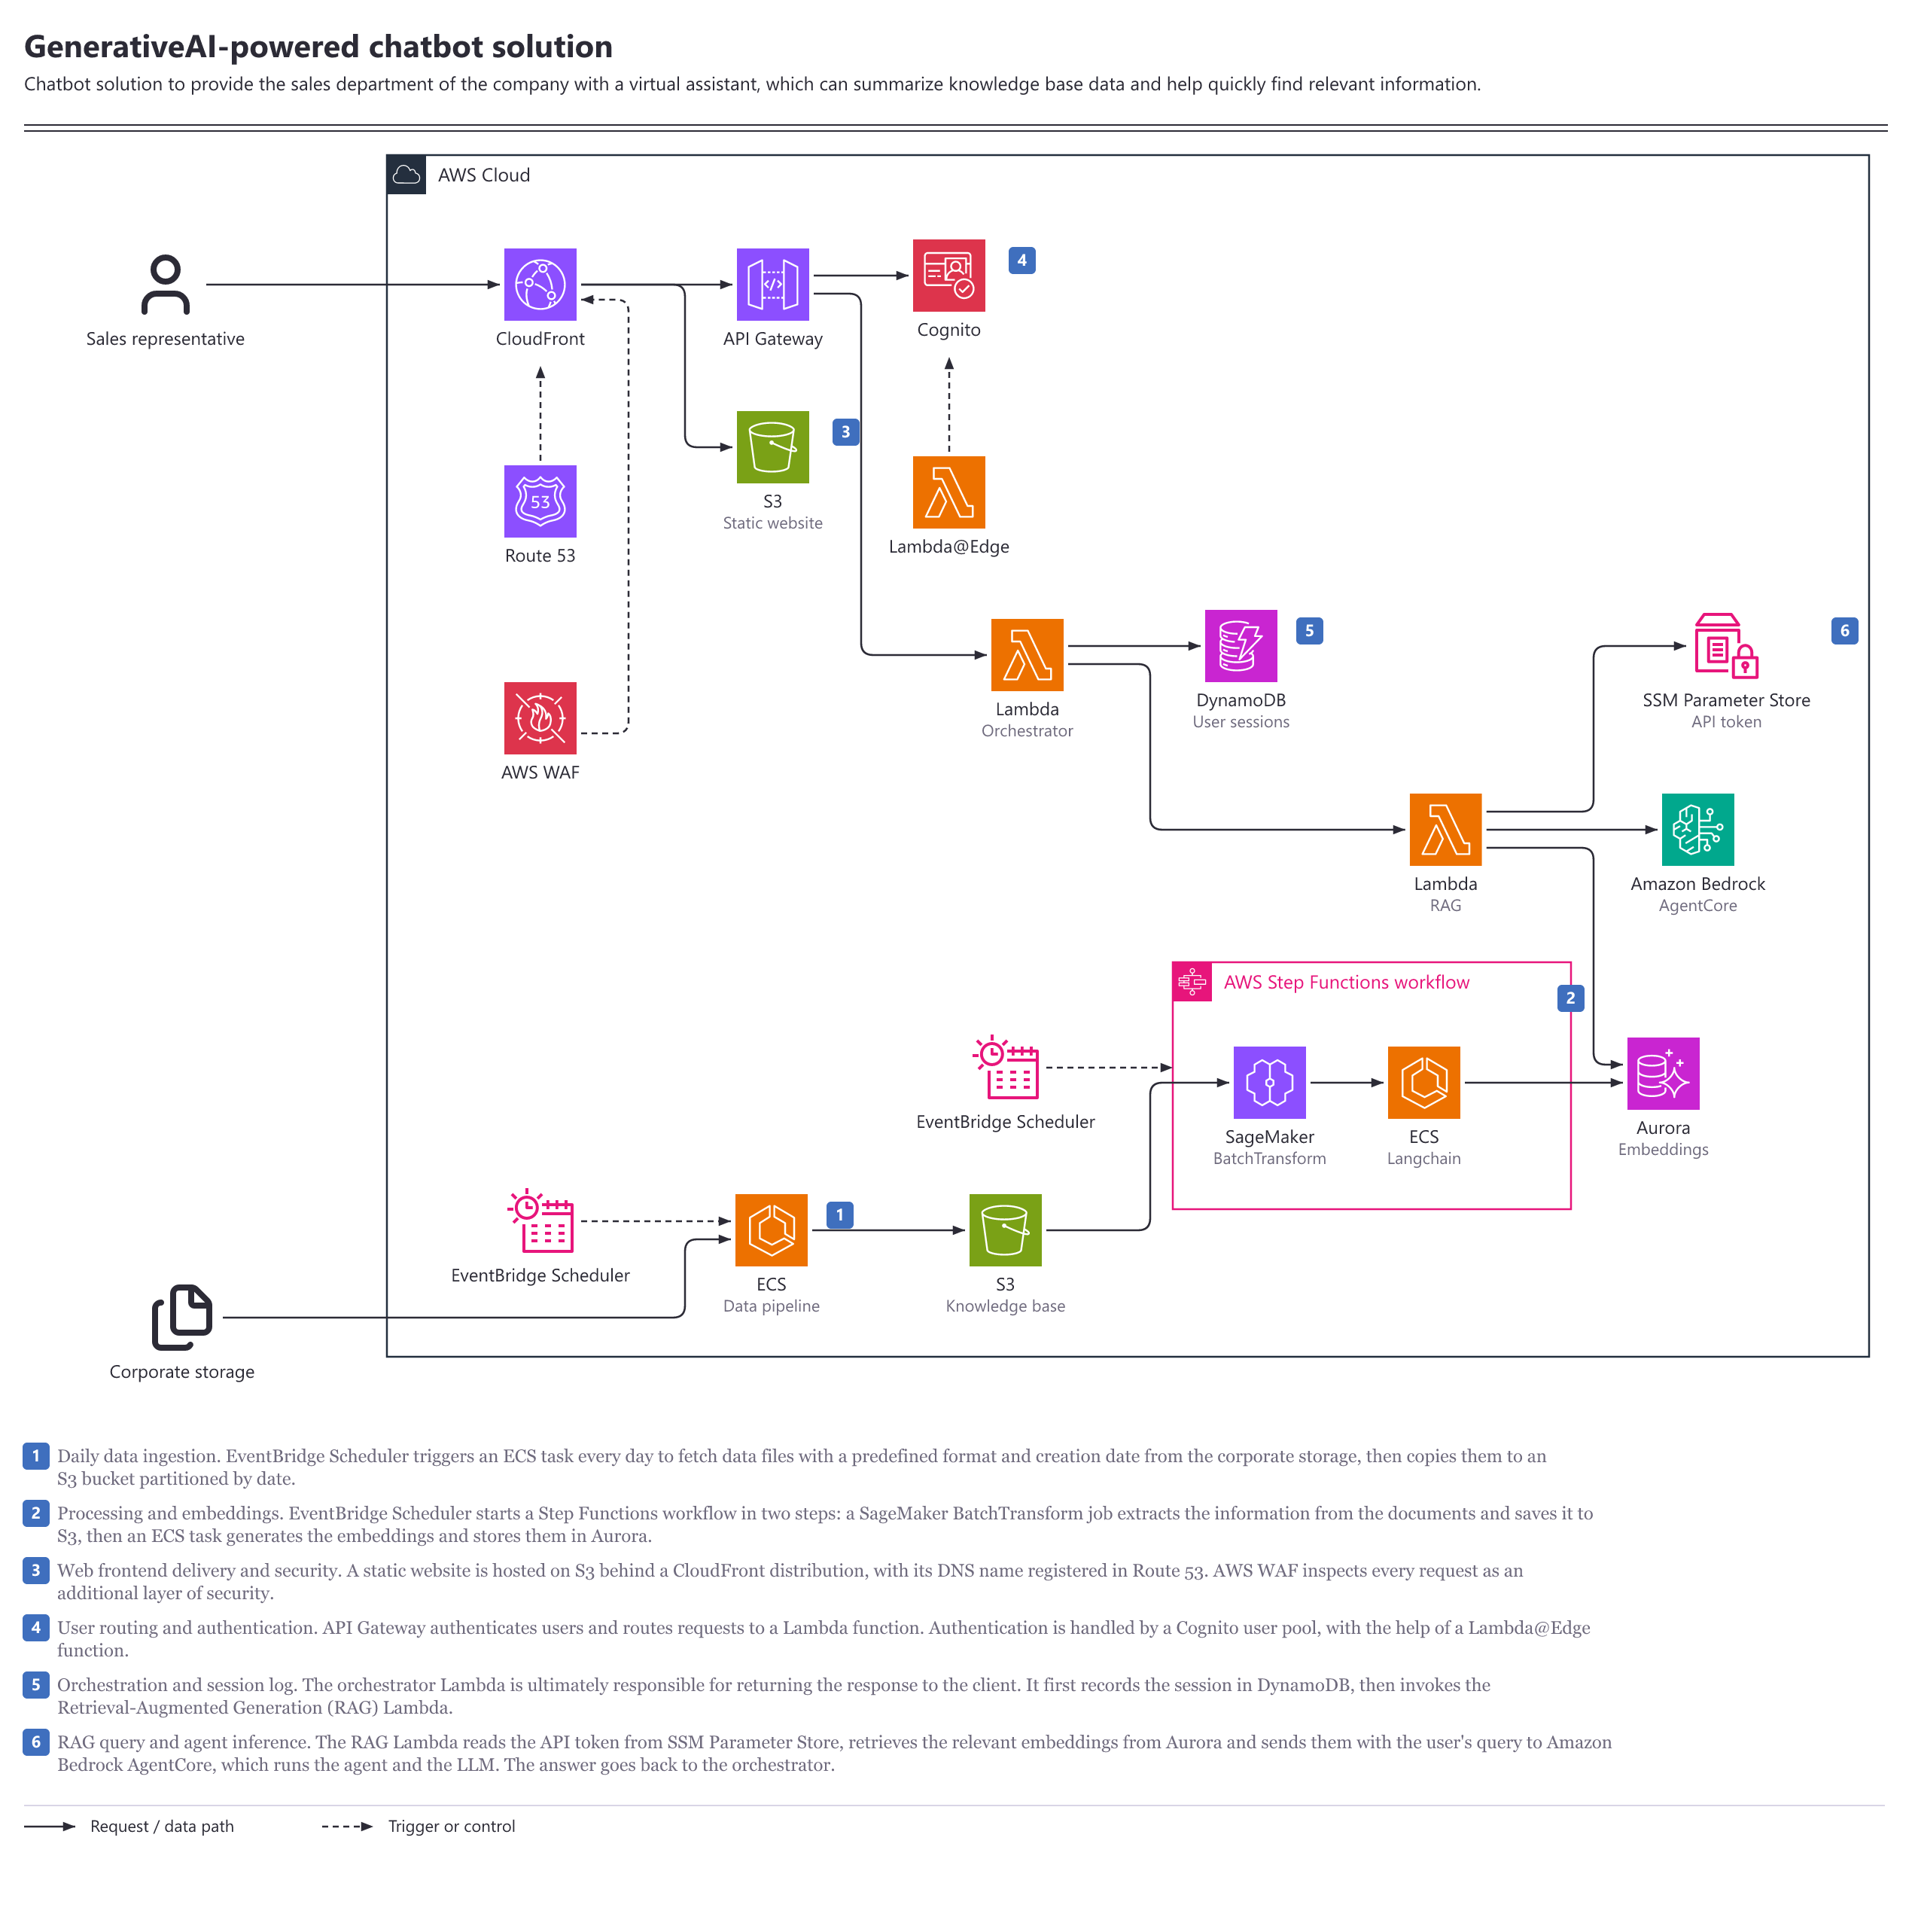 GenerativeAI-powered chatbot solution
Chatbot solution to provide the sales department of the company with a virtual assistant, which can summarize knowledge base data and help quickly find relevant information.
AWS Cloud
Sales representative
CloudFront
API Gateway
Cognito
4
S3
Static website
3
Route 53
53
Lambda@Edge
AWS WAF
Lambda
Orchestrator
DynamoDB
User sessions
5
SSM Parameter Store
API token
6
Lambda
RAG
Amazon Bedrock
AgentCore
AWS Step Functions workflow
2
EventBridge Scheduler
SageMaker
BatchTransform
ECS
Langchain
Aurora
Embeddings
EventBridge Scheduler
ECS
Data pipeline
1
S3
Knowledge base
Corporate storage
1 Daily data ingestion. EventBridge Scheduler triggers an ECS task every day to fetch data files with a predefined format and creation date from the corporate storage, then copies them to an
S3 bucket partitioned by date.
2 Processing and embeddings. EventBridge Scheduler starts a Step Functions workflow in two steps: a SageMaker BatchTransform job extracts the information from the documents and saves it to
S3, then an ECS task generates the embeddings and stores them in Aurora.
3 Web frontend delivery and security. A static website is hosted on S3 behind a CloudFront distribution, with its DNS name registered in Route 53. AWS WAF inspects every request as an
additional layer of security.
4 User routing and authentication. API Gateway authenticates users and routes requests to a Lambda function. Authentication is handled by a Cognito user pool, with the help of a Lambda@Edge
function.
5 Orchestration and session log. The orchestrator Lambda is ultimately responsible for returning the response to the client. It first records the session in DynamoDB, then invokes the
Retrieval-Augmented Generation (RAG) Lambda.
6 RAG query and agent inference. The RAG Lambda reads the API token from SSM Parameter Store, retrieves the relevant embeddings from Aurora and sends them with the user's query to Amazon
Bedrock AgentCore, which runs the agent and the LLM. The answer goes back to the orchestrator.
Request / data path
Trigger or control